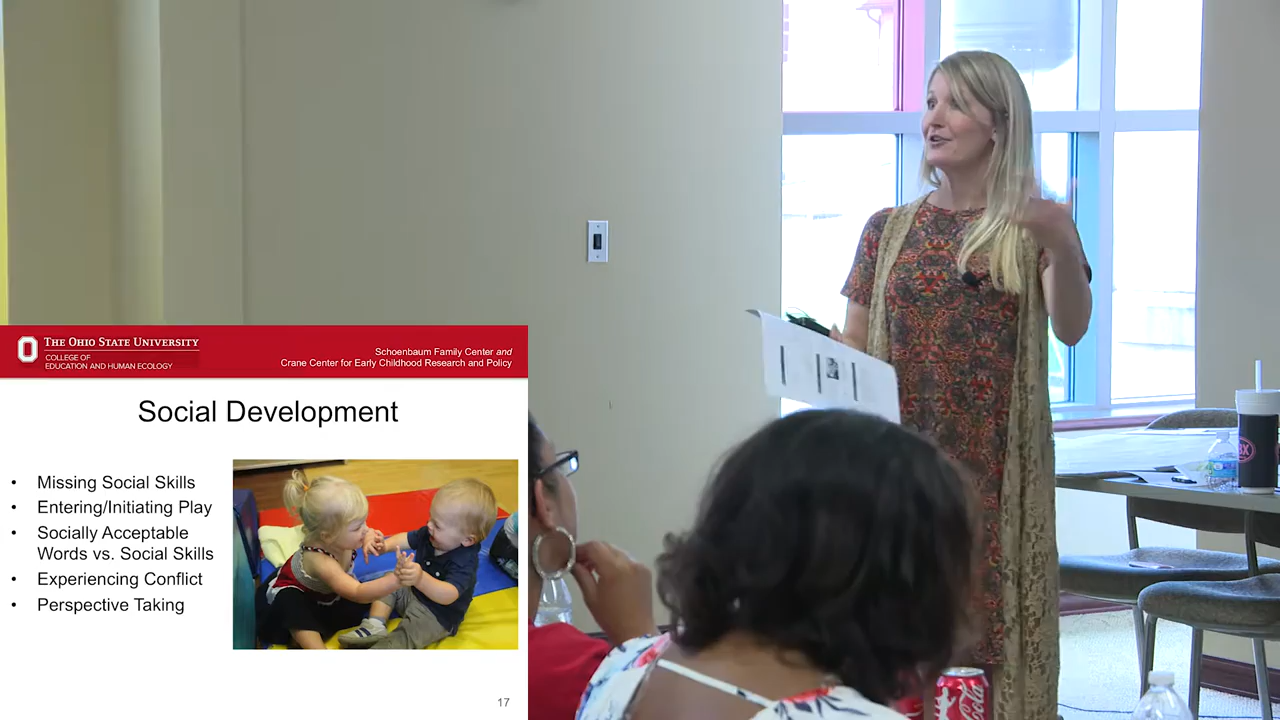 THE OHIO STATE UNIVERSITY
COLLEGE OF
EDUCATION AND HUMAN ECOLOGY
Schoenbaum Family Center and
Crane Center for Early Childhood Research and Policy
Social Development
• Missing Social Skills
• Entering/Initiating Play
• Socially Acceptable
Words vs. Social Skills
• Experiencing Conflict
• Perspective Taking
17